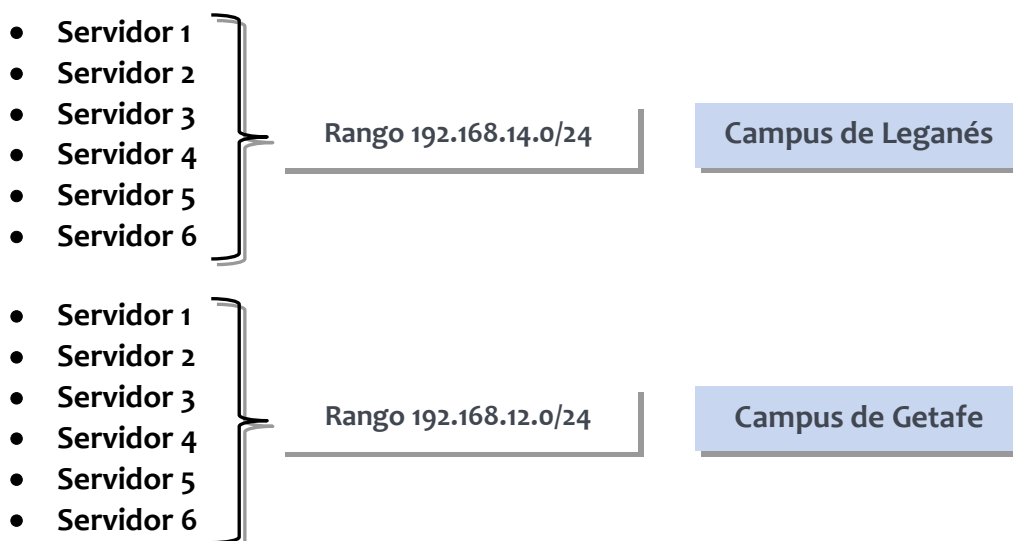 • Servidor 1
• Servidor 2
• Servidor 3
• Servidor 4
• Servidor 5
• Servidor 6
Rango 192.168.14.0/24
Campus de Leganés
• Servidor 1
• Servidor 2
• Servidor 3
• Servidor 4
• Servidor 5
• Servidor 6
Rango 192.168.12.0/24
Campus de Getafe